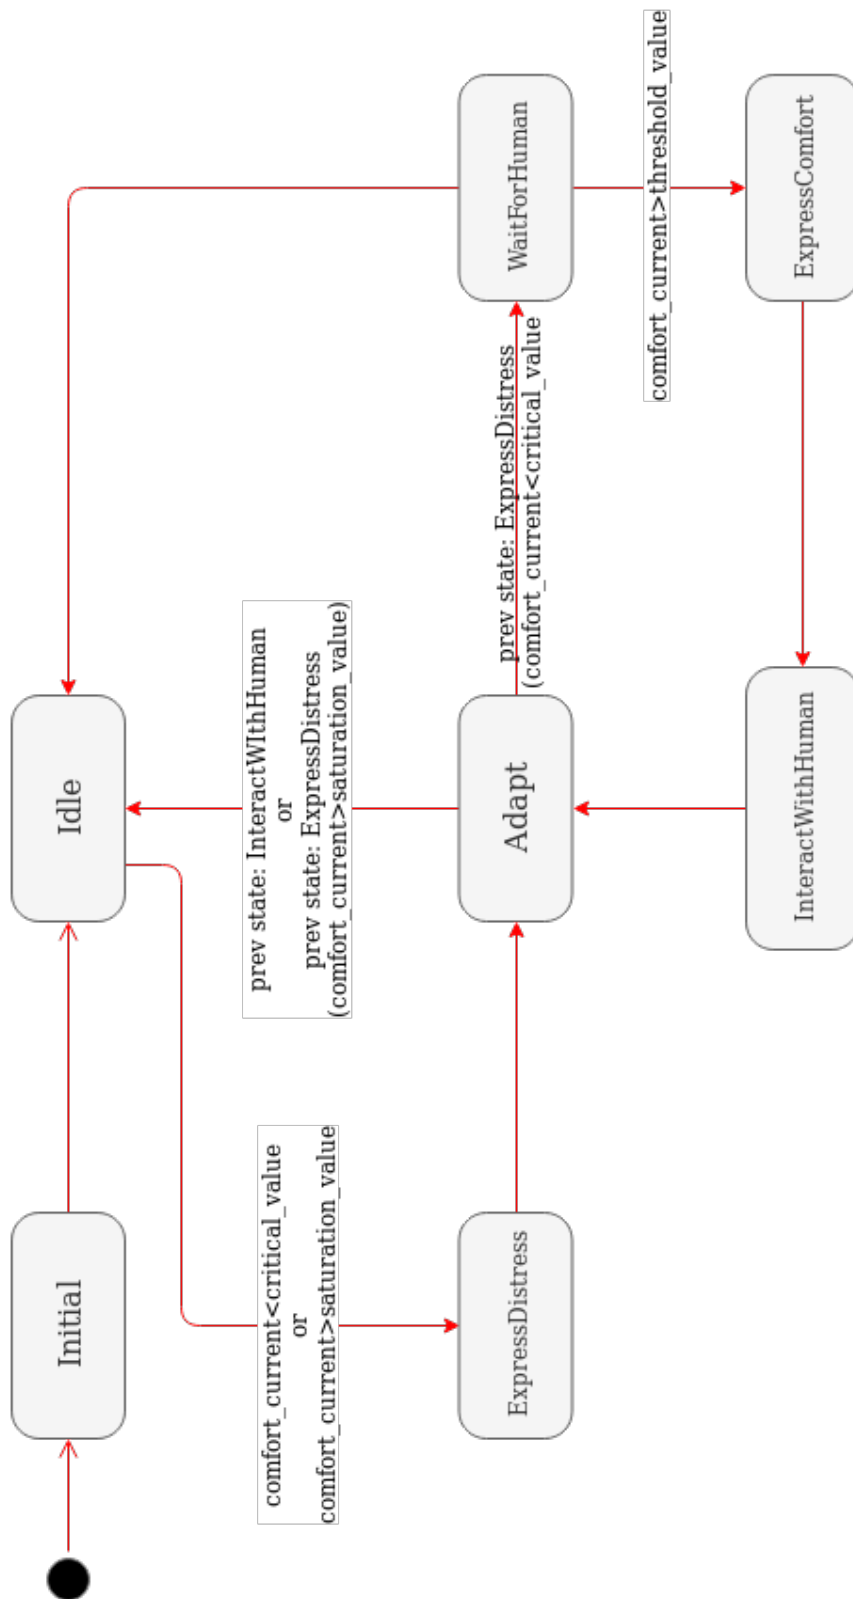 Initial
Idle
comfort_current<critical_value
or
comfort_current>saturation_value
prev state: InteractWIthHuman
or
prev state: ExpressDistress
(comfort_current>saturation_value)
ExpressDistress
Adapt
prev state: ExpressDistress
(comfort_current<critical_value
WaitForHuman
comfort_current>threshold_value
InteractWithHuman
ExpressComfort